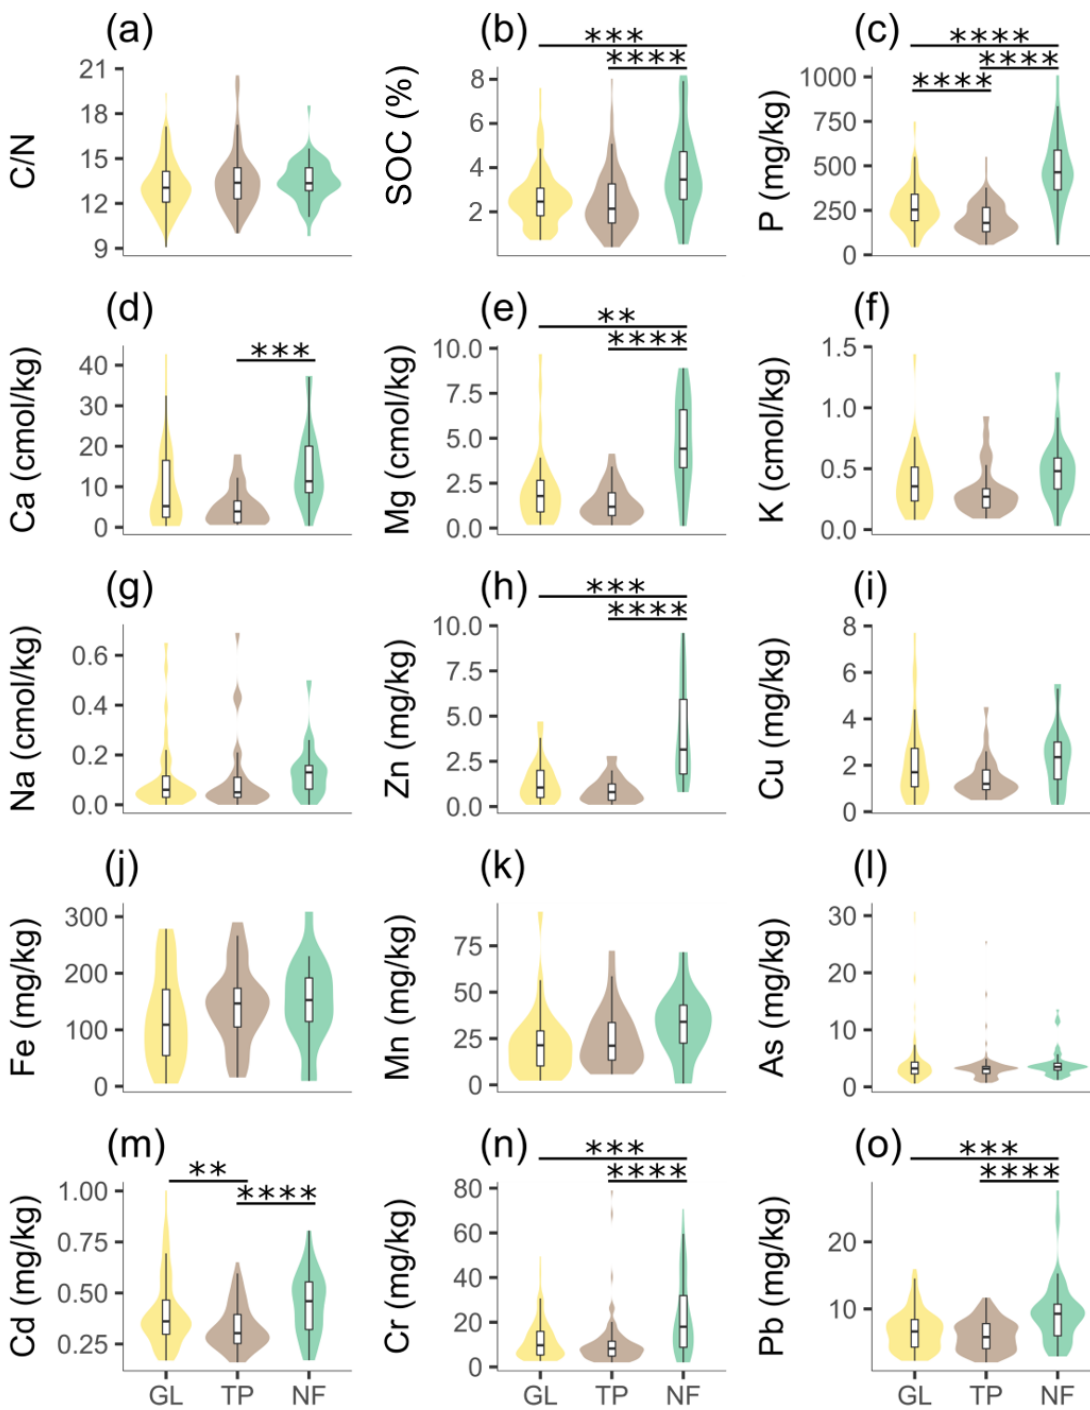 (a)
(b)
(c)
***
****
****
****
****
C/N
21
18
15
12
9
SOC (%)
8
6
4
2
P (mg/kg)
1000
750
500
250
0
(d)
(e)
(f)
***
**
****
Ca (cmol/kg)
40
30
20
10
0
Mg (cmol/kg)
10.0
7.5
5.0
2.5
0.0
K (cmol/kg)
1.5
1.0
0.5
0.0
(g)
(h)
(i)
***
****
Na (cmol/kg)
0.6
0.4
0.2
0.0
Zn (mg/kg)
10.0
7.5
5.0
2.5
0.0
Cu (mg/kg)
8
6
4
2
0
(j)
(k)
(l)
Fe (mg/kg)
300
200
100
0
Mn (mg/kg)
75
50
25
0
As (mg/kg)
30
20
10
0
(m)
(n)
(o)
**
****
***
****
***
****
Cd (mg/kg)
1.00
0.75
0.50
0.25
Cr (mg/kg)
80
60
40
20
0
Pb (mg/kg)
20
10
GL TP NF
GL TP NF
GL TP NF